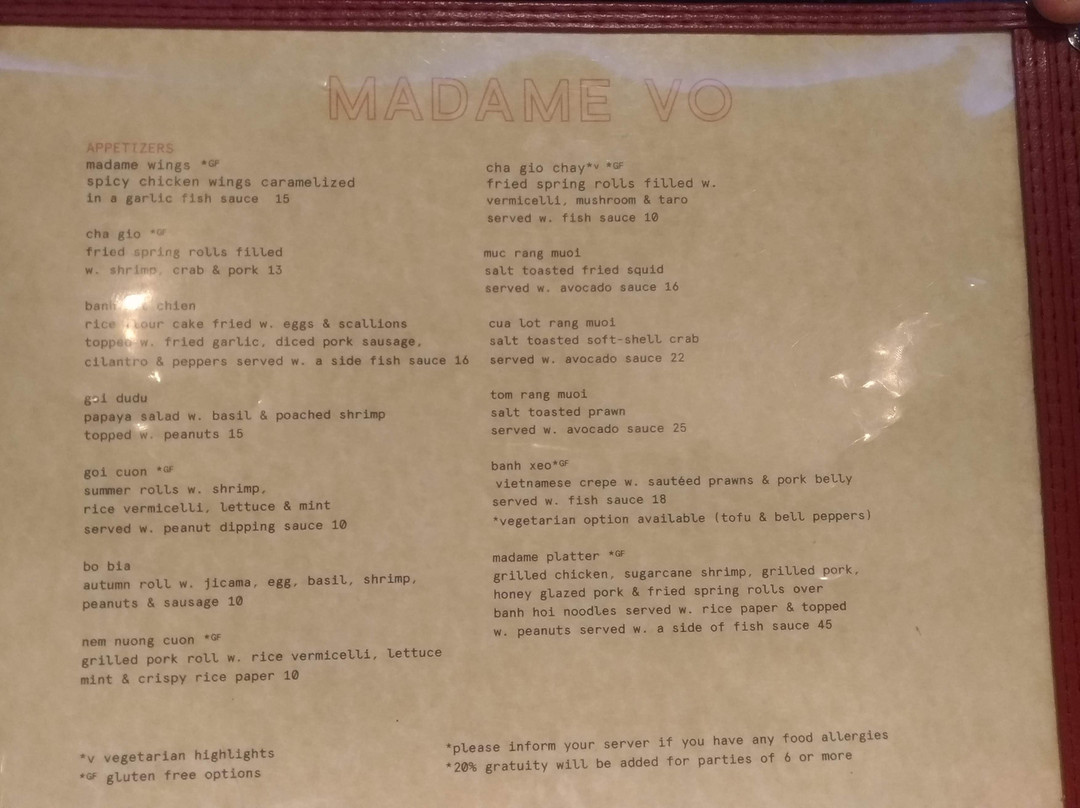 MADAME VO
APPETIZERS
madame wings *GF
spicy chicken wings caramelized
in a garlic fish sauce 15
cha gio *GF
fried spring rolls filled
w. shrimp, crab & pork 13
chien
rice flour cake fried w. eggs & scallions
topped w. fried garlic, diced pork sausage,
cilantro & peppers served w. a side fish sauce 16
goi dudu
papaya salad w. basil & poached shrimp
topped w. peanuts 15
goi cuon *GF
summer rolls w. shrimp,
rice vermicelli, lettuce & mint
served w. peanut dipping sauce 10
bo bia
autumn roll w. jicama, egg, basil, shrimp,
peanuts & sausage 10
nem nuong cuon *GF
grilled pork roll w. rice vermicelli, lettuce
mint & crispy rice paper 10
cha gio chay*v *GF
fried spring rolls filled w.
vermicelli, mushroom & taro
served w. fish sauce 10
muc rang muoi
salt toasted fried squid
served w. avocado sauce 16
cua lot rang muoi
salt toasted soft-shell crab
served w. avocado sauce 22
tom rang muoi
salt toasted prawn
served w. avocado sauce 25
banh xeo*GF
vietnamese crepe w. sautéed prawns & pork belly
served w. fish sauce 18
*vegetarian option available (tofu & bell peppers)
madame platter *GF
grilled chicken, sugarcane shrimp, grilled pork,
honey glazed pork & fried spring rolls over
banh hoi noodles served w. rice paper & topped
w. peanuts served w. a side of fish sauce 45
*v vegetarian highlights
*GF gluten free options
*please inform your server if you have any food allergies
*20% gratuity will be added for parties of 6 or more